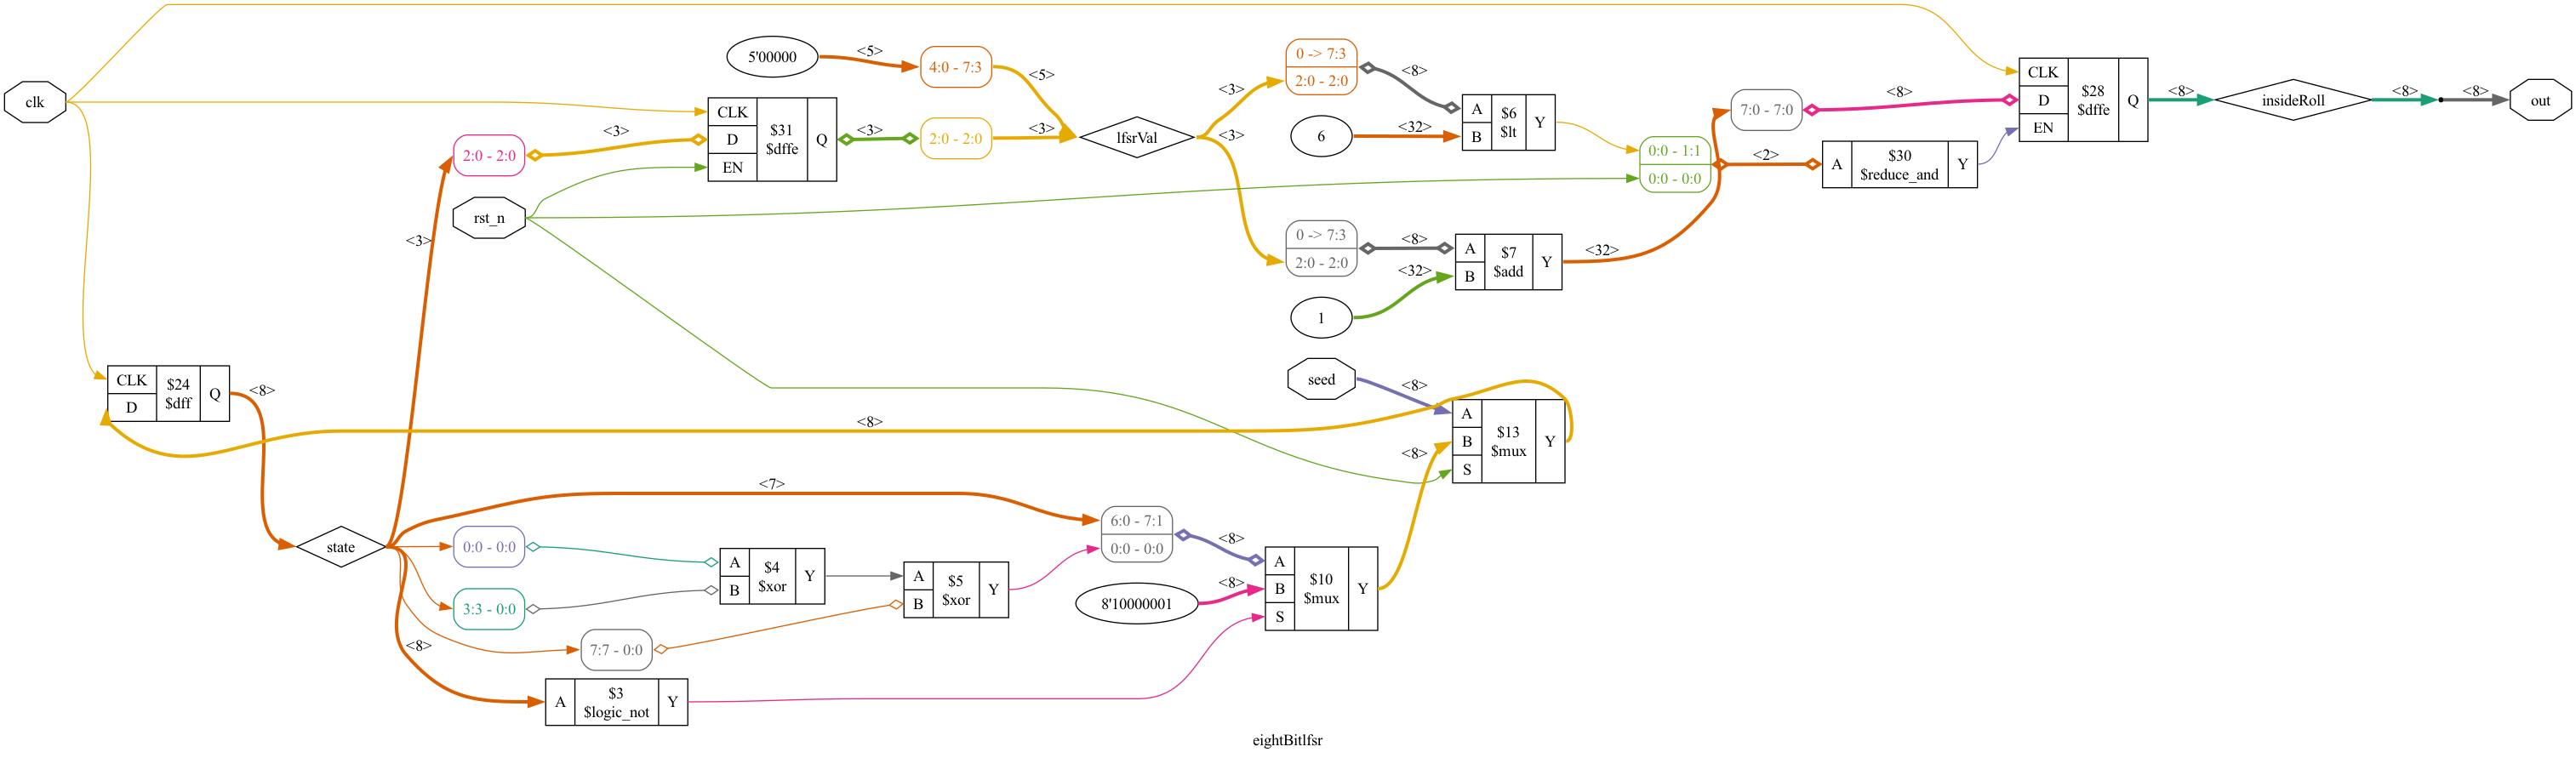 clk
5'00000
<5>
4:0 - 7:3
<5>
CLK
D
EN
$31
$dffe
Q
<3>
2:0 - 2:0
<3>
2:0 - 2:0
<3>
lfsrVal
<3>
<3>
0 -> 7:3
2:0 - 2:0
<8>
6
<32>
A
B
$6
$lt
Y
0:0 - 1:1
0:0 - 0:0
<2>
7:0 - 7:0
<8>
A
$30
$reduce_and
Y
CLK
D
EN
$28
$dffe
Q
<8>
insideRoll
<8>
<8>
out
rst_n
<3>
0 -> 7:3
2:0 - 2:0
<8>
<32>
1
A
B
$7
$add
Y
<32>
CLK
D
$24
$dff
Q
<8>
<8>
seed
<8>
<8>
A
B
S
$13
$mux
Y
state
<7>
0:0 - 0:0
3:3 - 0:0
7:7 - 0:0
<8>
A
B
$4
$xor
Y
A
B
$5
$xor
Y
6:0 - 7:1
0:0 - 0:0
<8>
8'10000001
<8>
A
B
S
$10
$mux
Y
A
$3
$logic_not
Y
eightBitlfsr